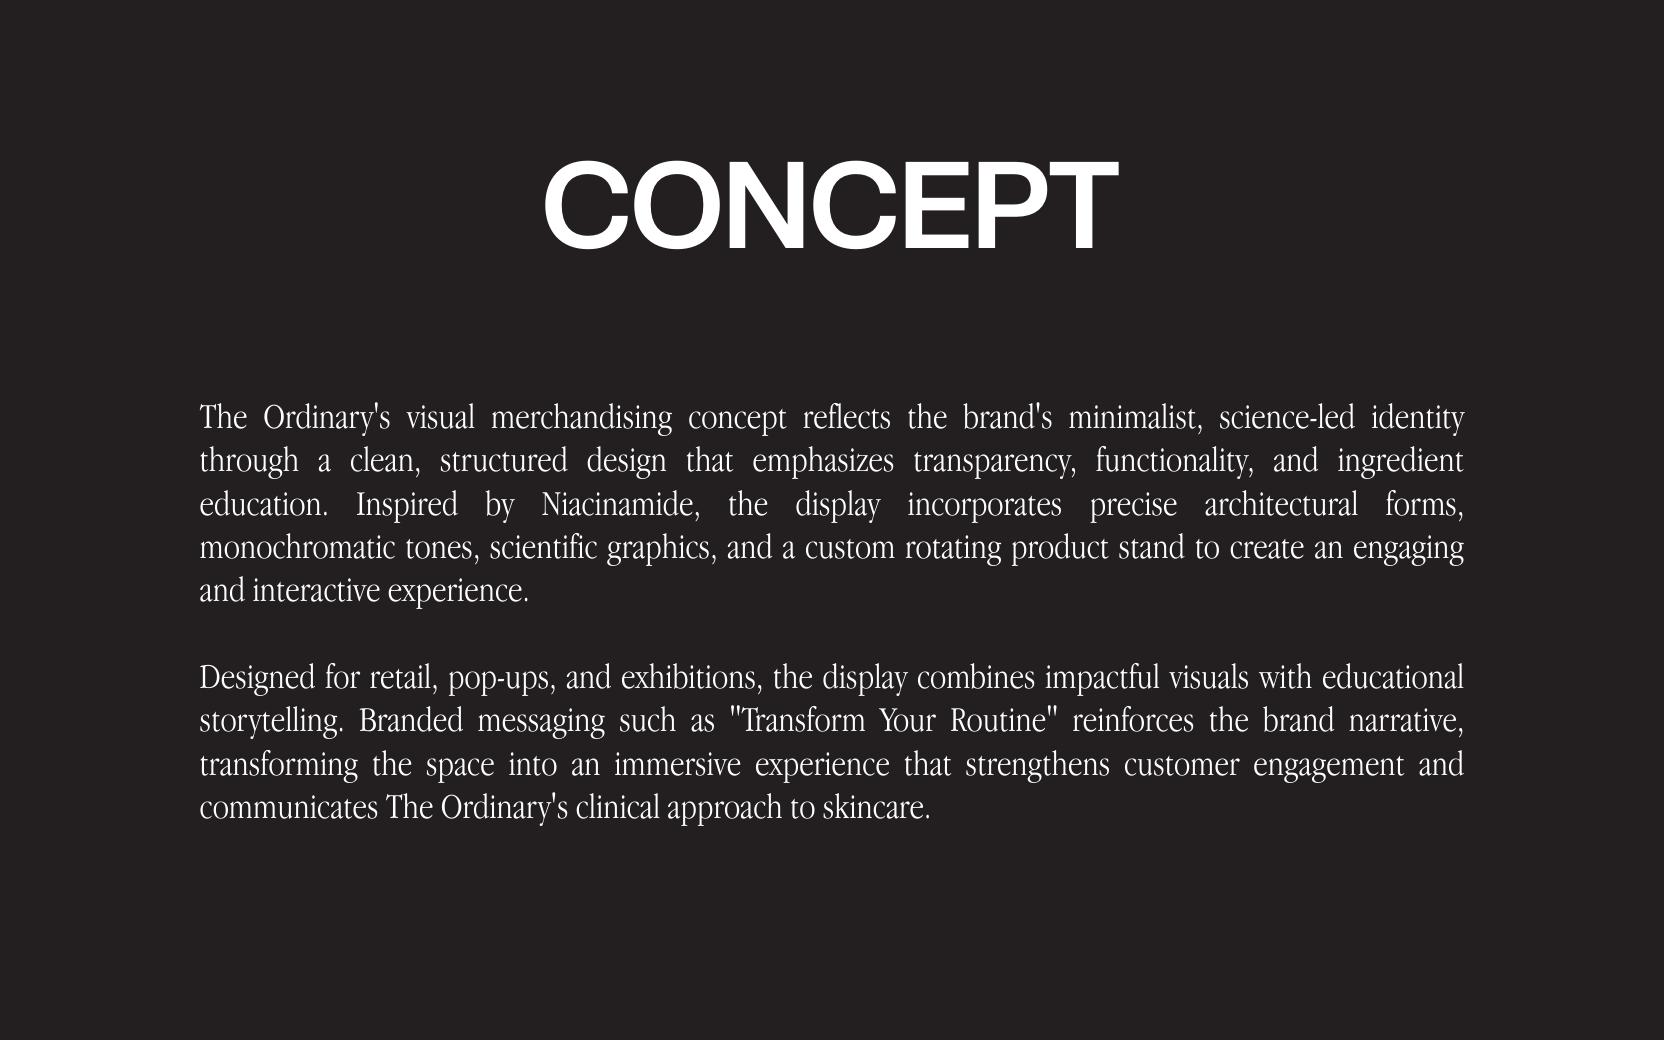 CONCEPT
The Ordinary's visual merchandising concept reflects the brand's minimalist, science-led identity
through a clean, structured design that emphasizes transparency, functionality, and ingredient
education. Inspired by Niacinamide, the display incorporates precise architectural forms,
monochromatic tones, scientific graphics, and a custom rotating product stand to create an engaging
and interactive experience.
Designed for retail, pop-ups, and exhibitions, the display combines impactful visuals with educational
storytelling. Branded messaging such as "Transform Your Routine" reinforces the brand narrative,
transforming the space into an immersive experience that strengthens customer engagement and
communicates The Ordinary's clinical approach to skincare.